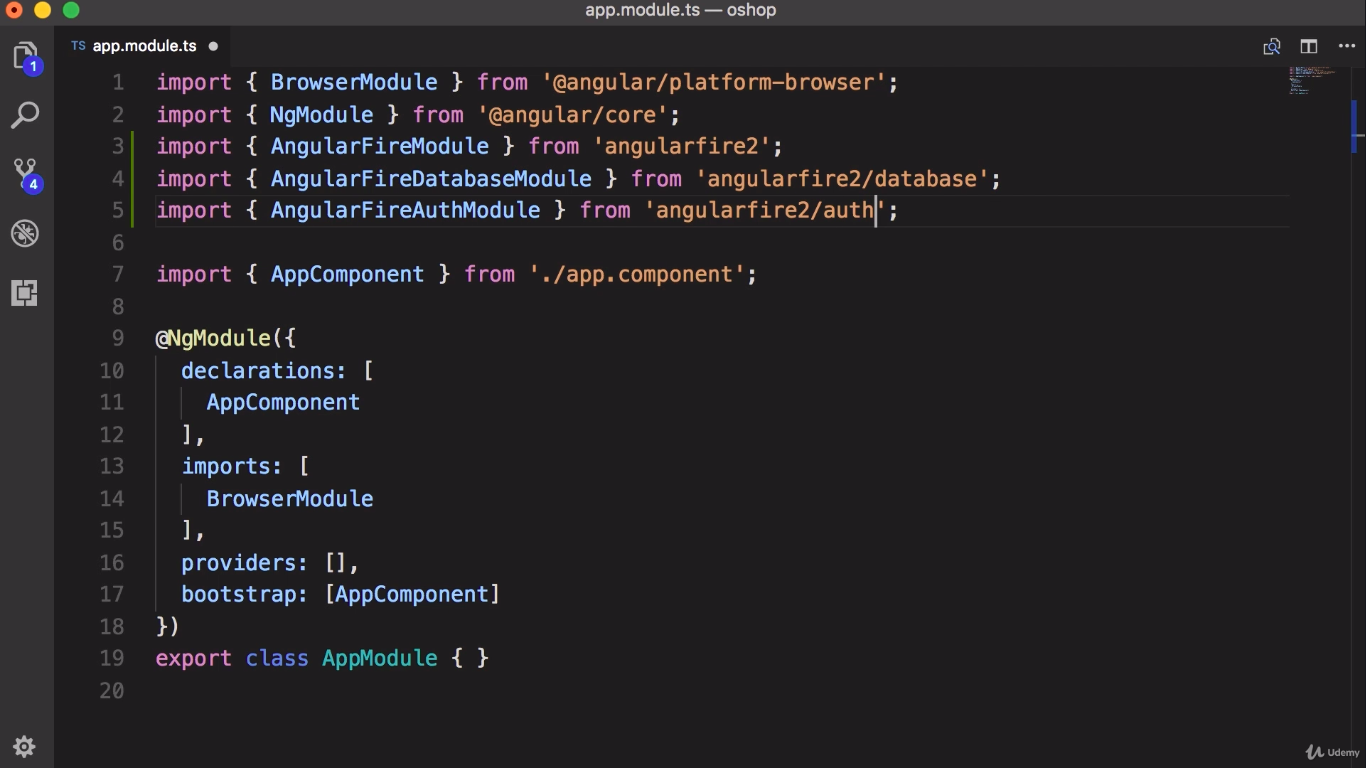 app.module.ts — oshop
TS app.module.ts
1
4
1 import { BrowserModule } from '@angular/platform-browser';
2 import { NgModule } from '@angular/core';
3 import { AngularFireModule } from 'angularfire2';
4 import { AngularFireDatabaseModule } from 'angularfire2/database';
5 import { AngularFireAuthModule } from 'angularfire2/auth';
6
7 import { AppComponent } from './app.component';
8
9 @NgModule({
10 declarations: [
11 AppComponent
12 ],
13 imports: [
14 BrowserModule
15 ],
16 providers: [],
17 bootstrap: [AppComponent]
18 })
19 export class AppModule { }
20
Udemy